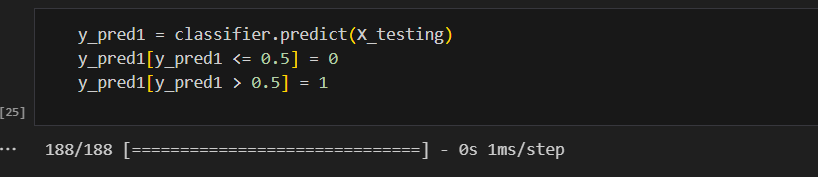 y_pred1 = classifier.predict(X_testing)
y_pred1[y_pred1 <= 0.5] = 0
y_pred1[y_pred1 > 0.5] = 1
[25]
... 188/188 [==============================] - 0s 1ms/step